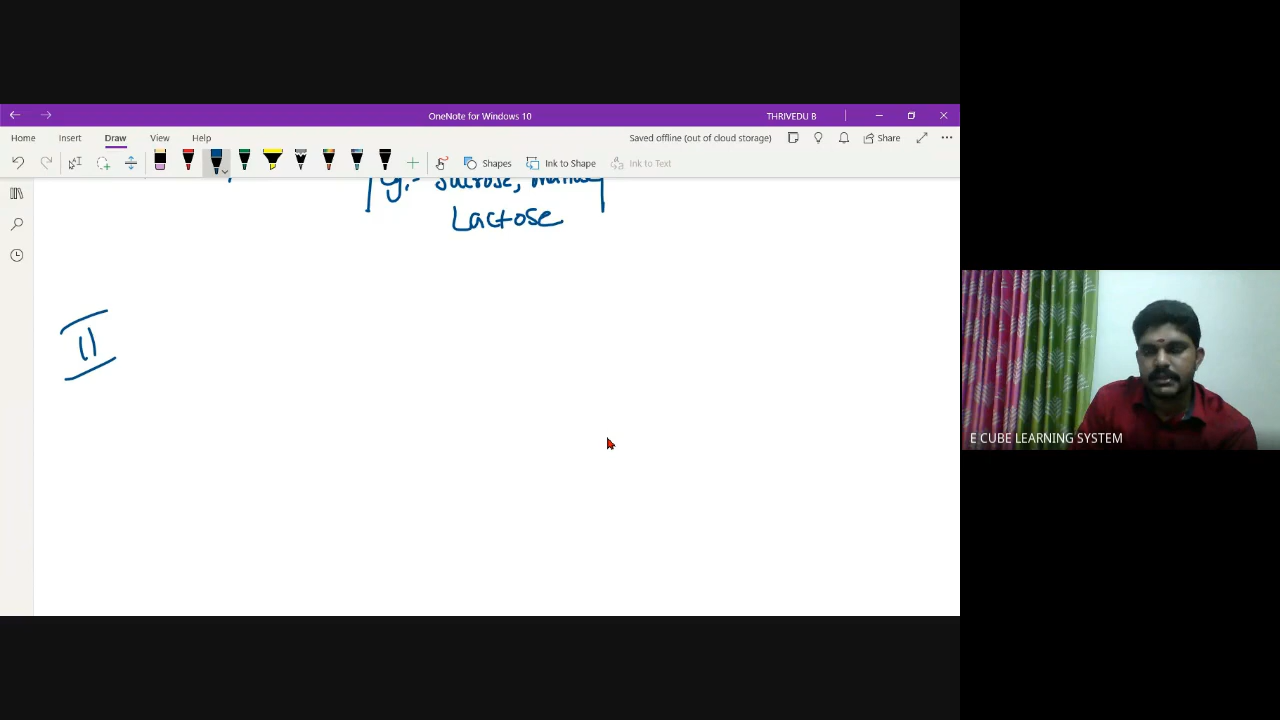 OneNote for Windows 10
THRIVEDU B
Home Insert Draw View Help
Saved offline (out of cloud storage)
Share
Shapes
Ink to Shape
Ink to Text
Sucrose,
Lactose
II
E CUBE LEARNING SYSTEM